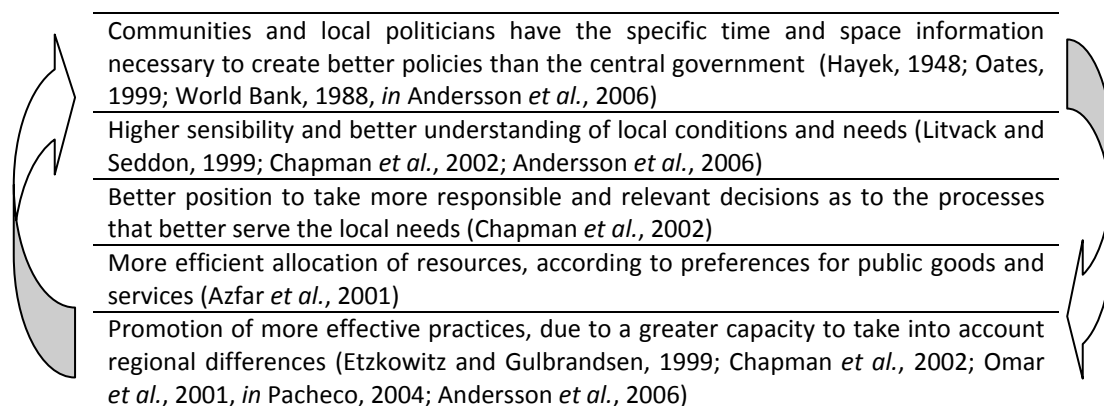 Communities and local politicians have the specific time and space information
necessary to create better policies than the central government (Hayek, 1948; Oates,
1999; World Bank, 1988, in Andersson et al., 2006)
Higher sensibility and better understanding of local conditions and needs (Litvack and
Seddon, 1999; Chapman et al., 2002; Andersson et al., 2006)
Better position to take more responsible and relevant decisions as to the processes
that better serve the local needs (Chapman et al., 2002)
More efficient allocation of resources, according to preferences for public goods and
services (Azfar et al., 2001)
Promotion of more effective practices, due to a greater capacity to take into account
regional differences (Etzkowitz and Gulbrandsen, 1999; Chapman et al., 2002; Omar
et al., 2001, in Pacheco, 2004; Andersson et al., 2006)